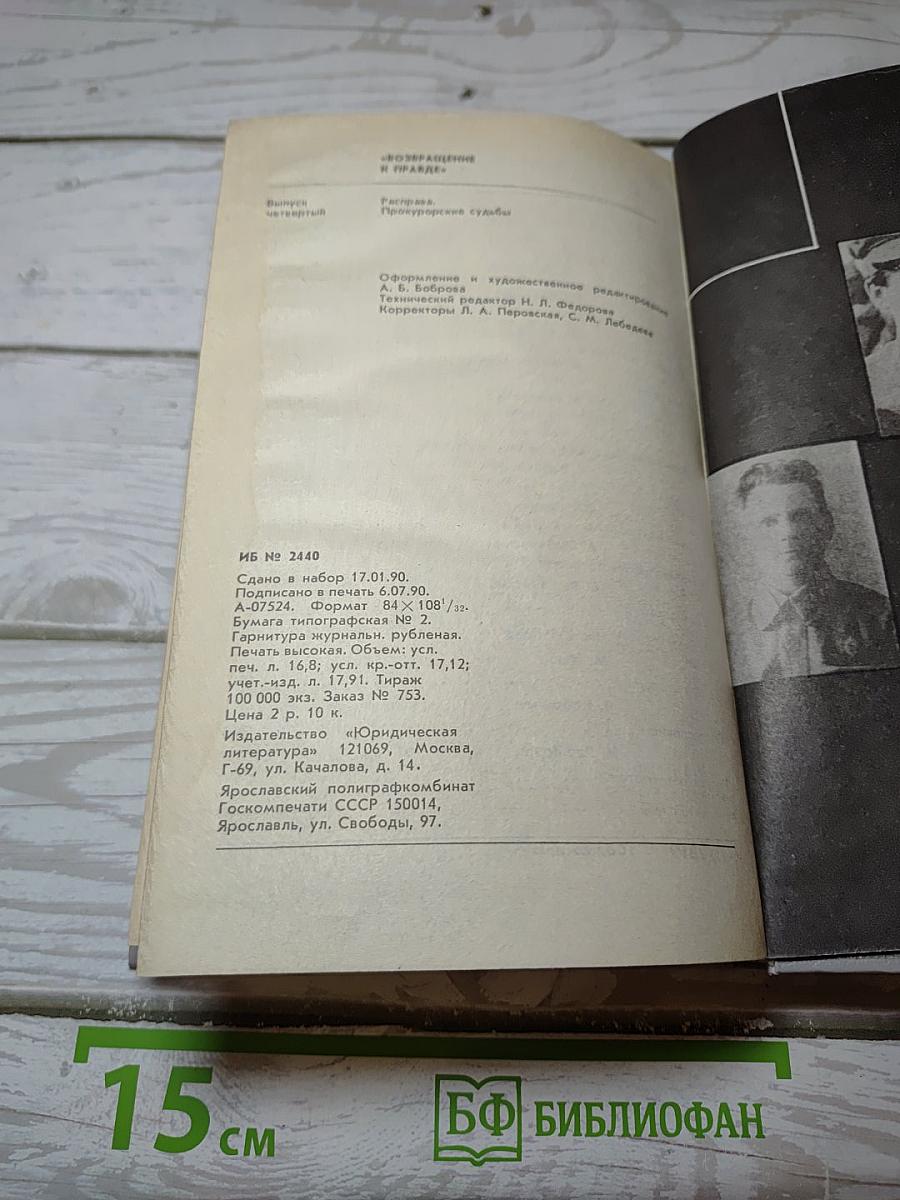 «ВОЗВРАЩЕНИЕ
К ПРАВДЕ»
Выпуск
четвертый
Расправа.
Прокурорские судьбы
Оформление и художественное редактирование
А. Б. Боброва
Технический редактор Н. Л. Федорова
Корректоры Л. А. Перовская, С. М. Лебедева
ИБ № 2440
Сдано в набор 17.01.90.
Подписано в печать 6.07.90.
А-07524. Формат 84×108¹/₃₂.
Бумага типографская № 2.
Гарнитура журнальн. рубленая.
Печать высокая. Объем: усл.
печ. л. 16,8; усл. кр.-отт. 17,12;
учет.-изд. л. 17,91. Тираж
100 000 экз. Заказ № 753.
Цена 2 р. 10 к.
Издательство «Юридическая
литература» 121069, Москва,
Г-69, ул. Качалова, д. 14.
Ярославский полиграфкомбинат
Госкомпечати СССР 150014,
Ярославль, ул. Свободы, 97.
15 см
БФ БИБЛИОФАН